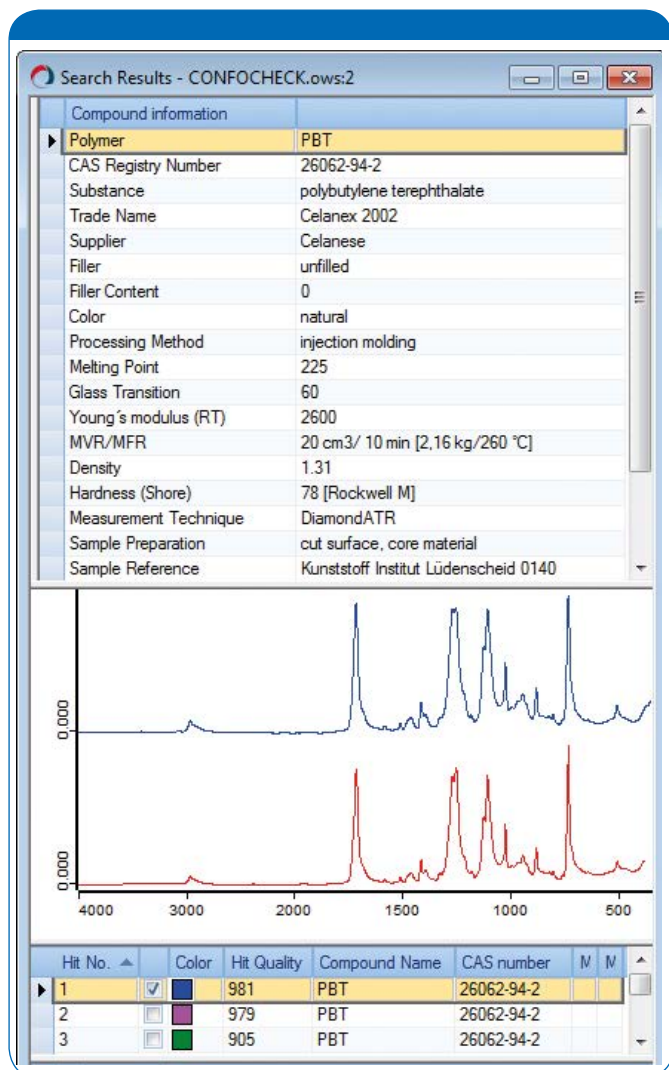 Search Results - CONFOCHECK.ows:2
Compound information
Polymer PBT
CAS Registry Number 26062-94-2
Substance polybutylene terephthalate
Trade Name Celanex 2002
Supplier Celanese
Filler unfilled
Filler Content 0
Color natural
Processing Method injection molding
Melting Point 225
Glass Transition 60
Young´s modulus (RT) 2600
MVR/MFR 20 cm3/ 10 min [2,16 kg/260 °C]
Density 1.31
Hardness (Shore) 78 [Rockwell M]
Measurement Technique DiamondATR
Sample Preparation cut surface, core material
Sample Reference Kunststoff Institut Lüdenscheid 0140
0.000
0.000
4000 3000 2000 1500 1000 500
Hit No. Color Hit Quality Compound Name CAS number M M
1 981 PBT 26062-94-2
2 979 PBT 26062-94-2
3 905 PBT 26062-94-2